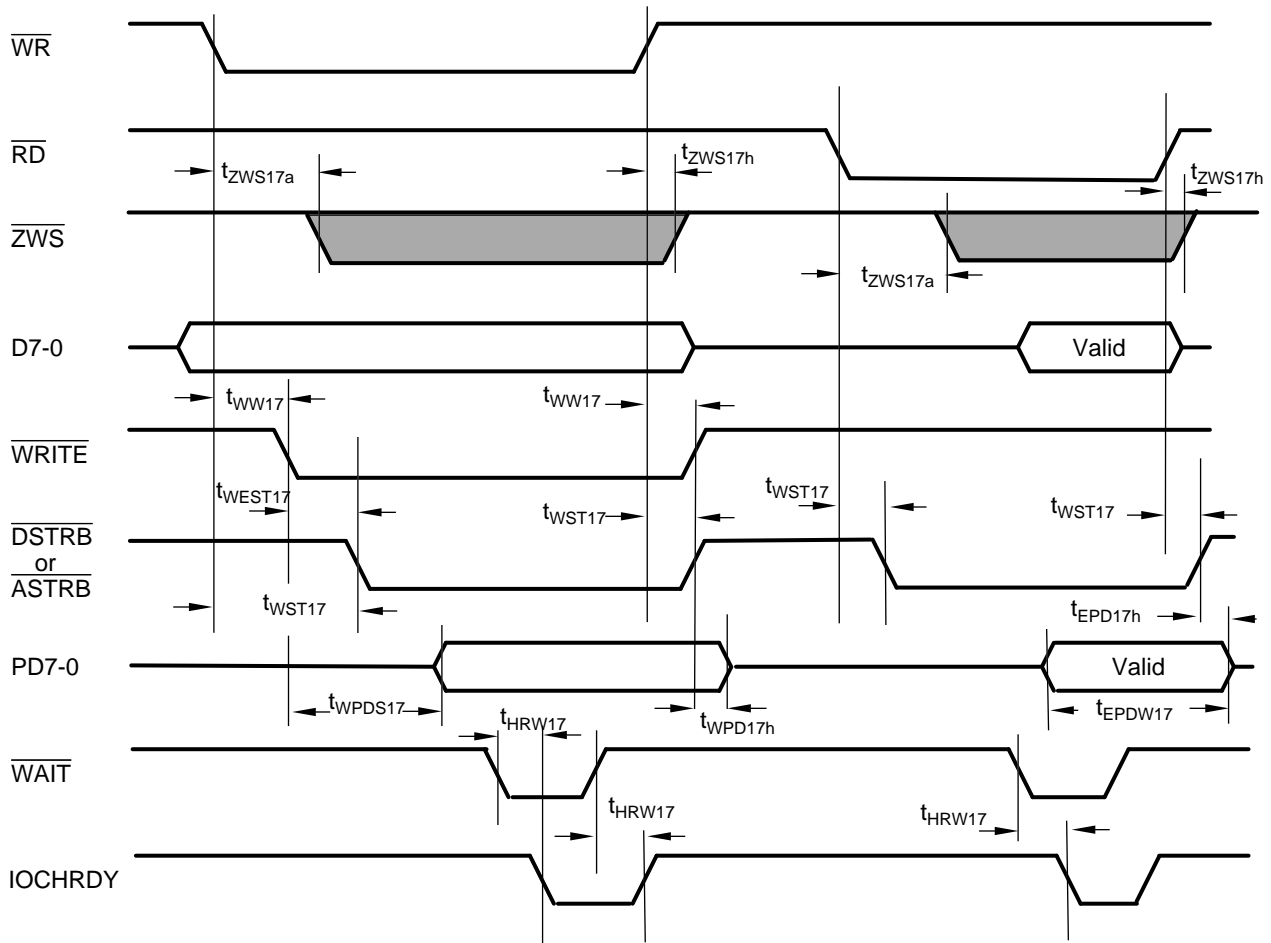 WR
RD
tZWS17a
tZWS17h
tZWS17h
ZWS
tZWS17a
D7-0
Valid
tWW17
tWW17
WRITE
tWEST17
tWST17
tWST17
tWST17
DSTRB
or
ASTRB
tWST17
tEPD17h
PD7-0
Valid
tWPDS17
tHRW17
tWPD17h
tEPDW17
WAIT
tHRW17
tHRW17
IOCHRDY